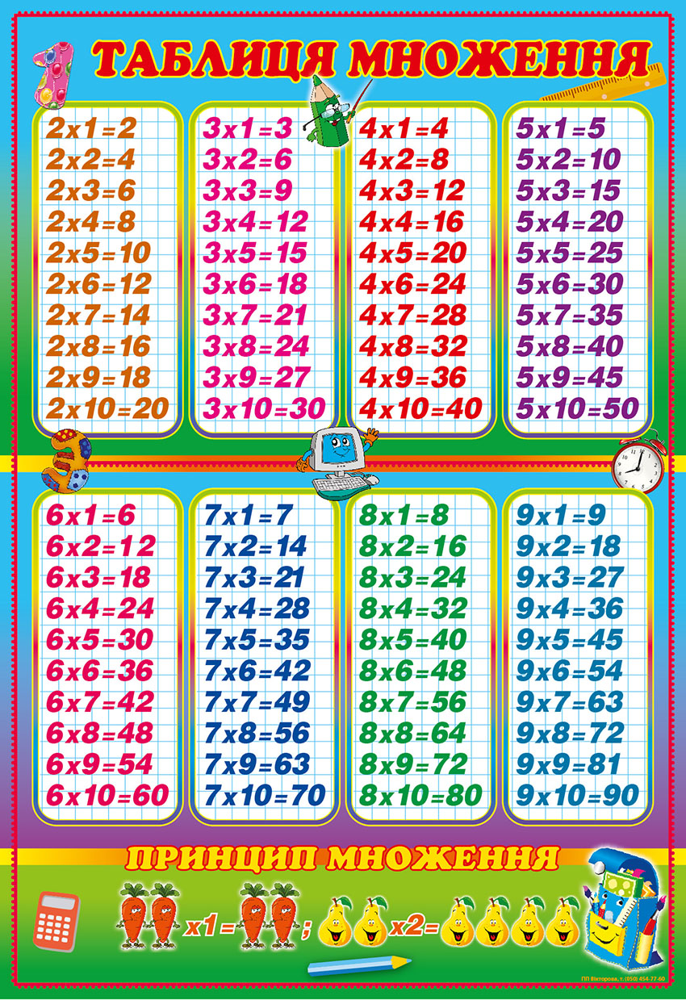 1 ТАБЛИЦЯ МНОЖЕННЯ
2x1=2
2x2=4
2x3=6
2x4=8
2x5=10
2x6=12
2x7=14
2x8=16
2x9=18
2x10=20
3x1=3
3x2=6
3x3=9
3x4=12
3x5=15
3x6=18
3x7=21
3x8=24
3x9=27
3x10=30
4x1=4
4x2=8
4x3=12
4x4=16
4x5=20
4x6=24
4x7=28
4x8=32
4x9=36
4x10=40
5x1=5
5x2=10
5x3=15
5x4=20
5x5=25
5x6=30
5x7=35
5x8=40
5x9=45
5x10=50
3
6x1=6
6x2=12
6x3=18
6x4=24
6x5=30
6x6=36
6x7=42
6x8=48
6x9=54
6x10=60
7x1=7
7x2=14
7x3=21
7x4=28
7x5=35
7x6=42
7x7=49
7x8=56
7x9=63
7x10=70
8x1=8
8x2=16
8x3=24
8x4=32
8x5=40
8x6=48
8x7=56
8x8=64
8x9=72
8x10=80
9x1=9
9x2=18
9x3=27
9x4=36
9x5=45
9x6=54
9x7=63
9x8=72
9x9=81
9x10=90
ПРИНЦИП МНОЖЕННЯ
x1= ; x2=
ПП Вікторова, т. (050) 454-77-60